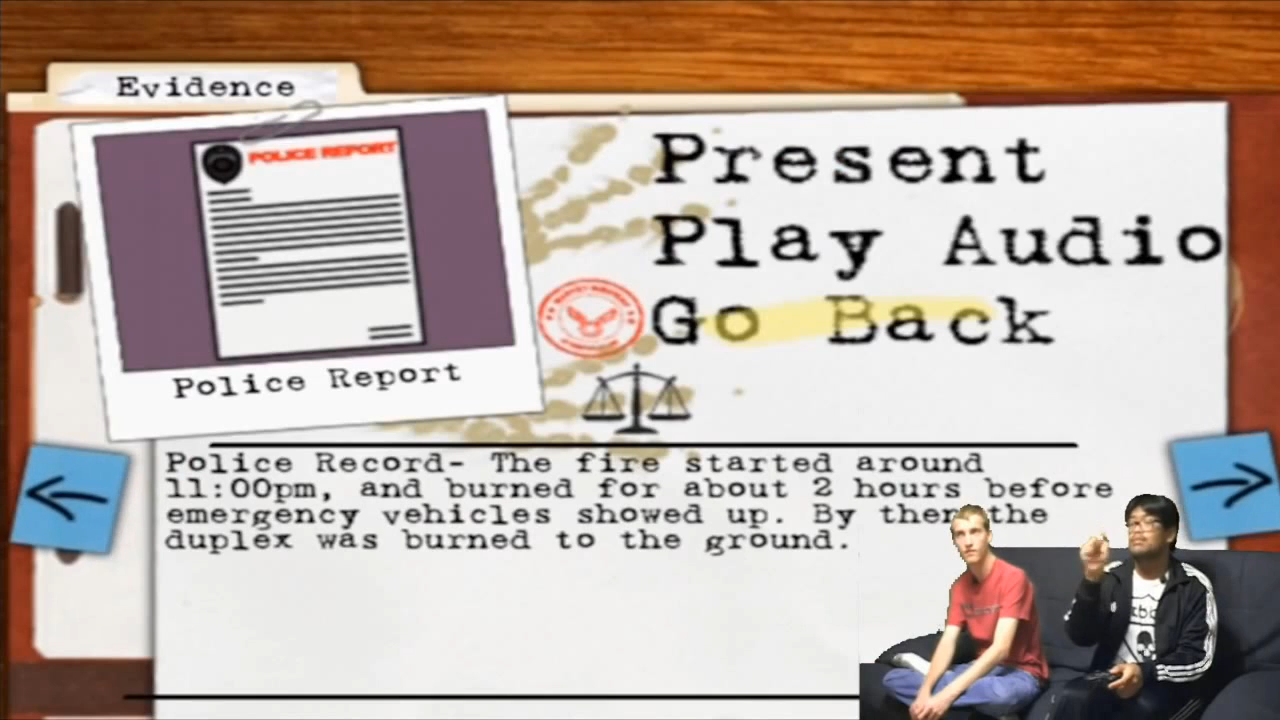 Evidence
POLICE REPORT
Police Report
Present
Play Audio
Go Back
Police Record- The fire started around
11:00pm, and burned for about 2 hours before
emergency vehicles showed up. By then the
duplex was burned to the ground.